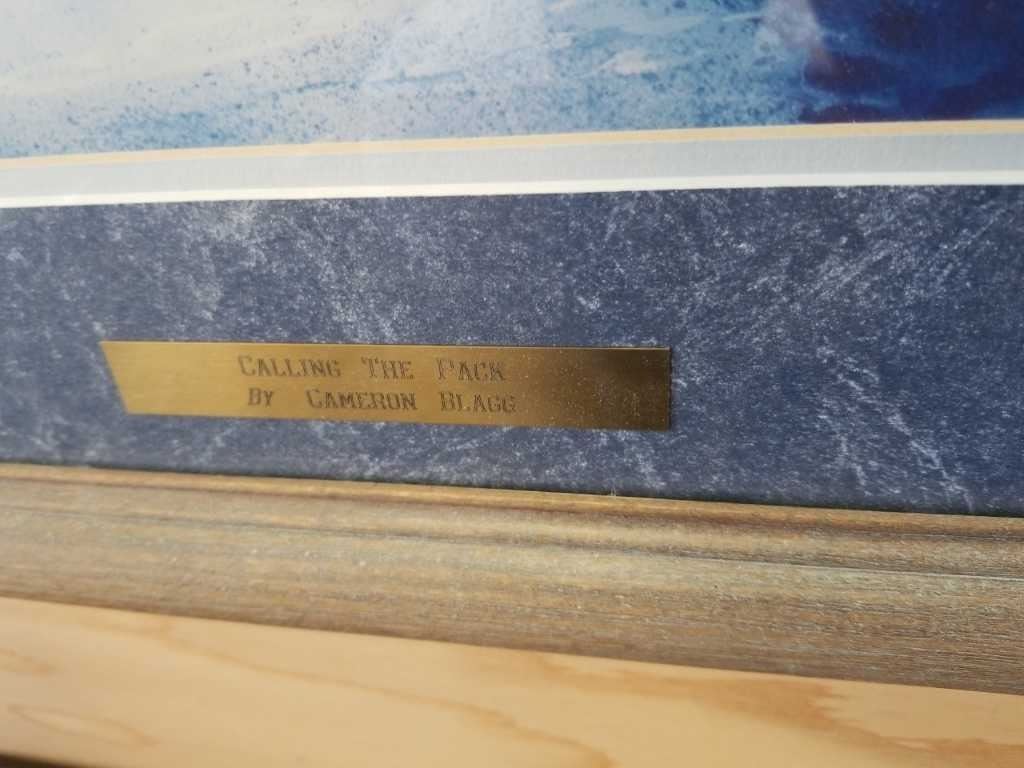 Calling The Pack
By Cameron Blagg